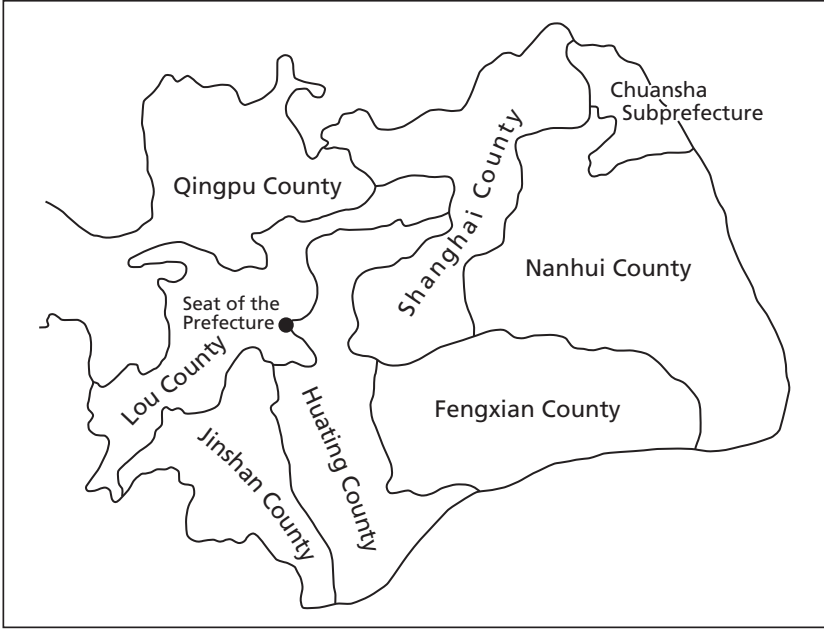 Chuansha
Subprefecture
Qingpu County
Shanghai County
Nanhui County
Seat of the
Prefecture
Lou County
Huating County
Fengxian County
Jinshan County